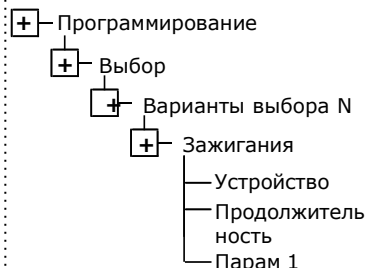 Программирование
Выбор
Варианты выбора N
Зажигания
Устройство
Продолжитель
ность
Парам 1